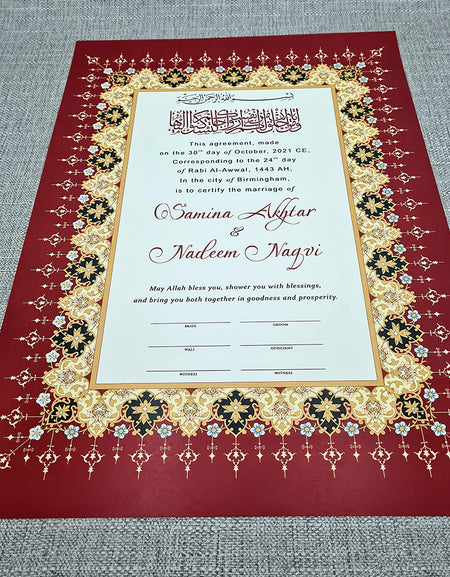 بسم الله الرحمن الرحيم
This agreement, made
on the 30th day of October, 2021 CE,
Corresponding to the 24th day
of Rabi Al-Awwal, 1443 AH,
In the city of Birmingham,
is to certify the marriage of
Samina Akhtar
&
Nadeem Naqvi
May Allah bless you, shower you with blessings,
and bring you both together in goodness and prosperity.
BRIDE GROOM
WALI OFFICIANT
WITNESS WITNESS